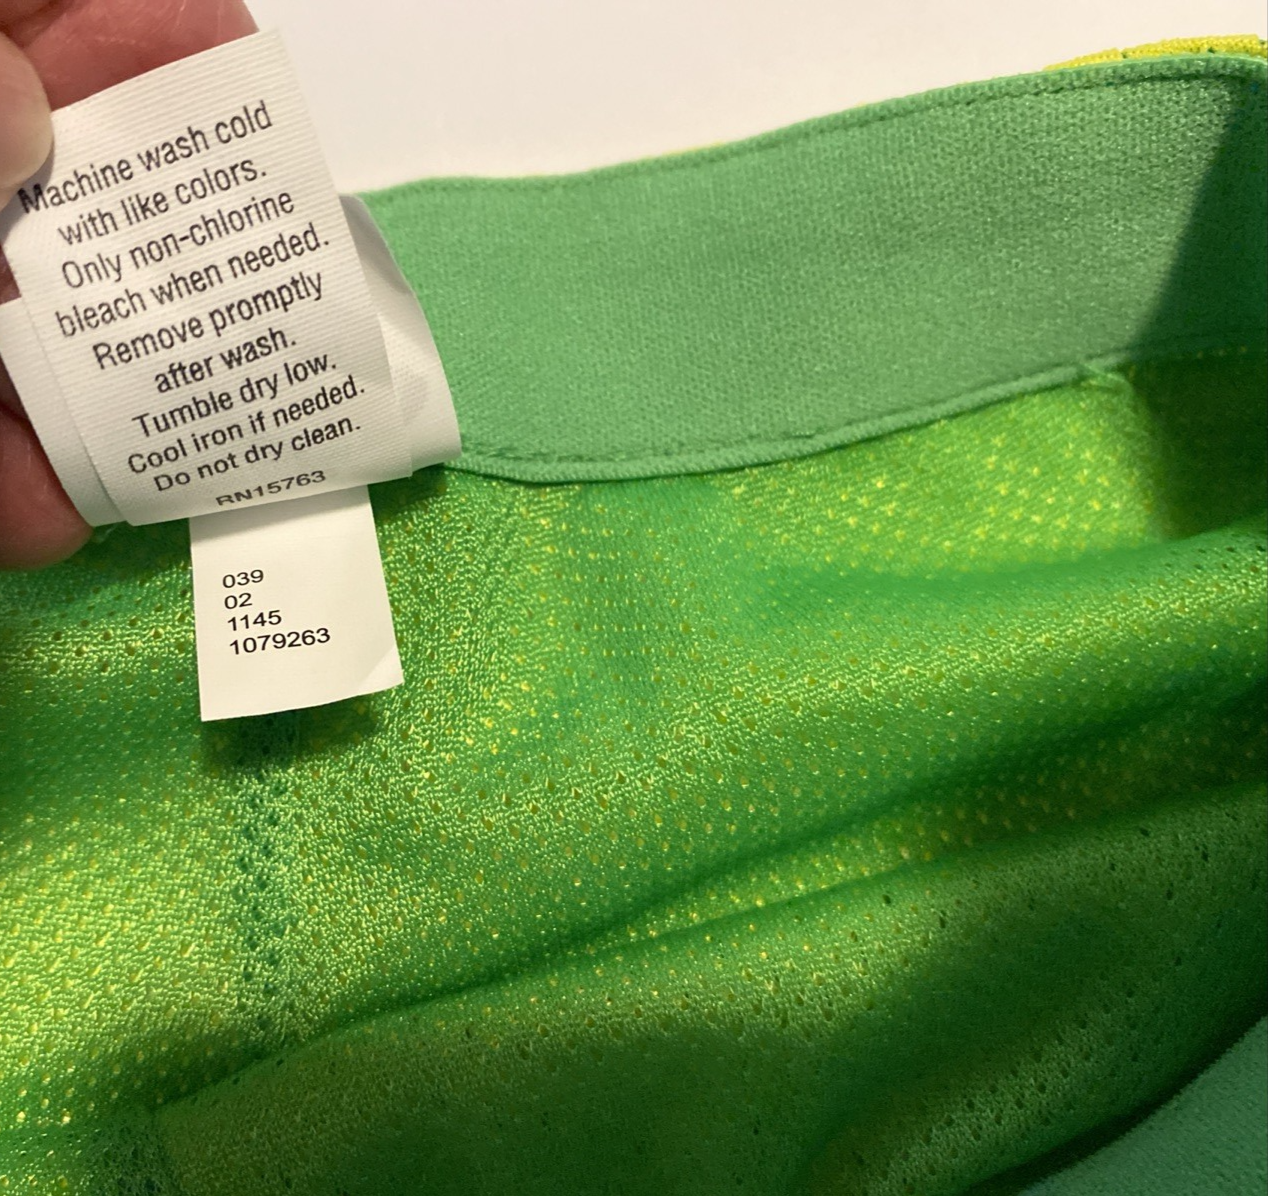 Machine wash cold
with like colors.
Only non-chlorine
bleach when needed.
Remove promptly
after wash.
Tumble dry low.
Cool iron if needed.
Do not dry clean.
RN15763
039
02
1145
1079263